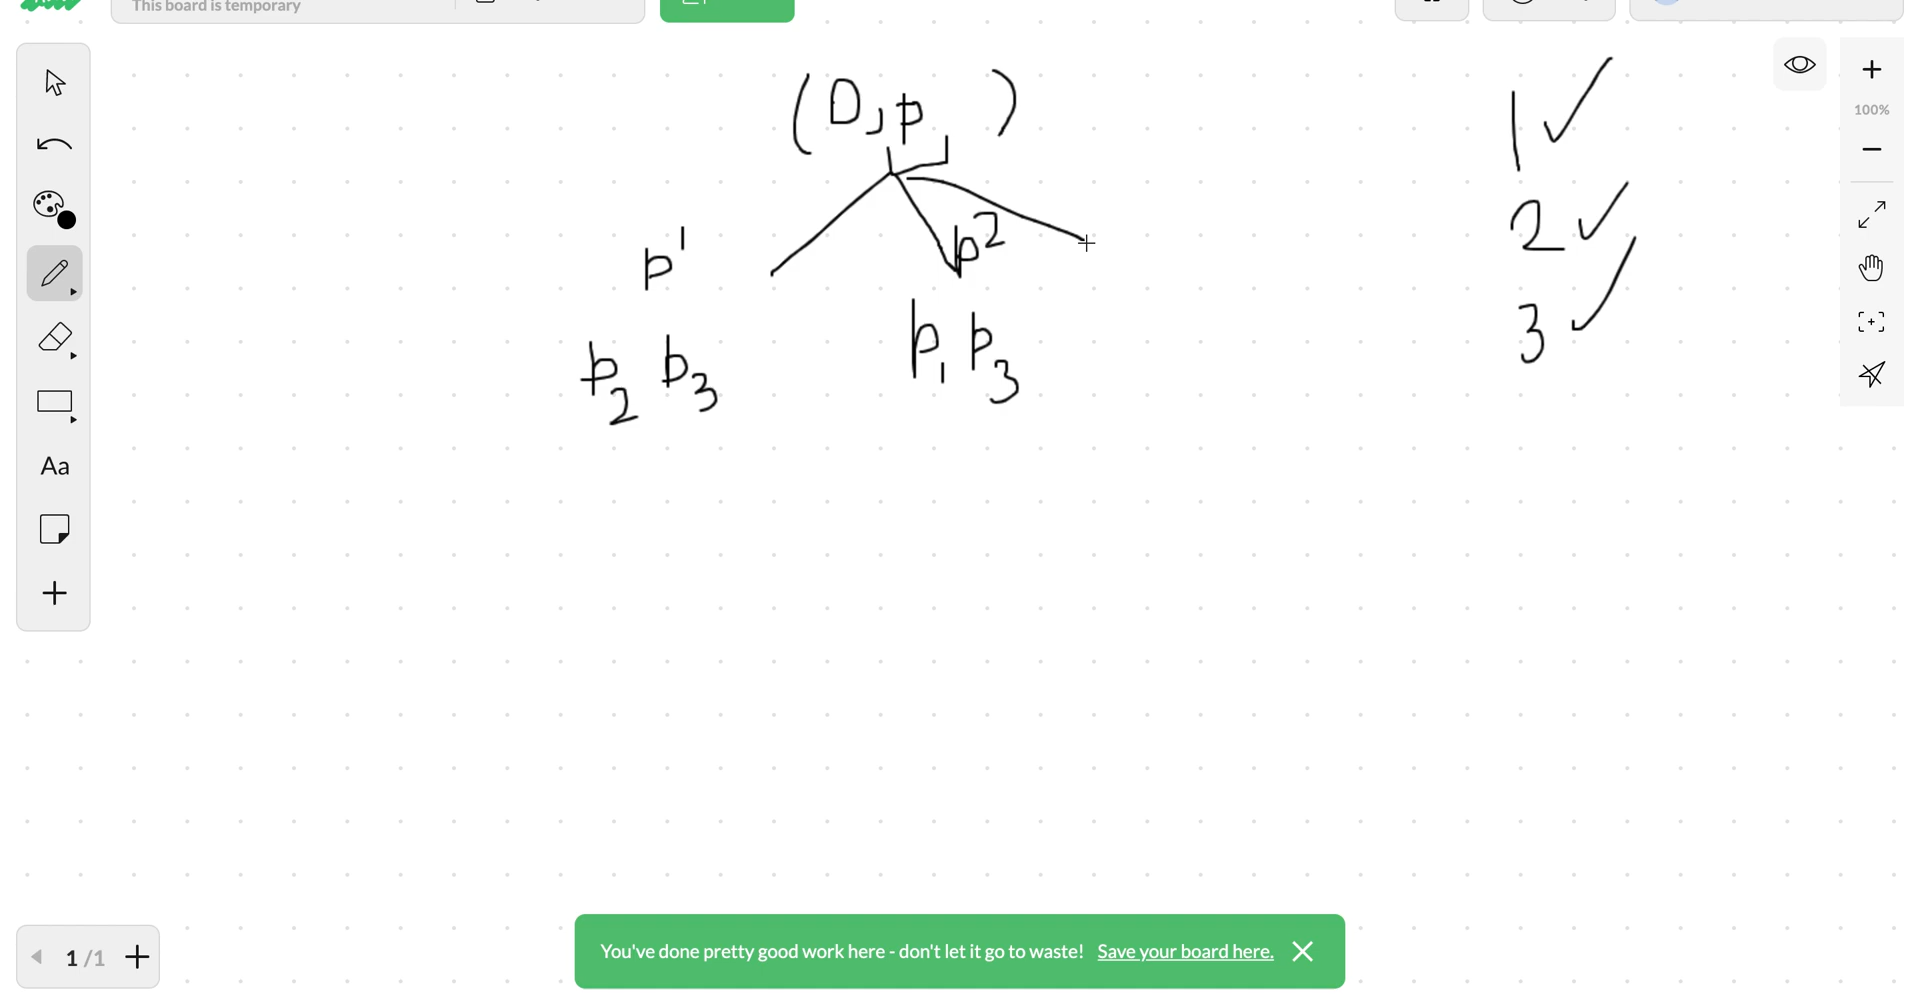 This board is temporary
(D, p )
1 ✓
100%
2 ✓
p1 p2
3 ✓
p2 p3 p1 p3
Aa
1 /1
You've done pretty good work here - don't let it go to waste! Save your board here.